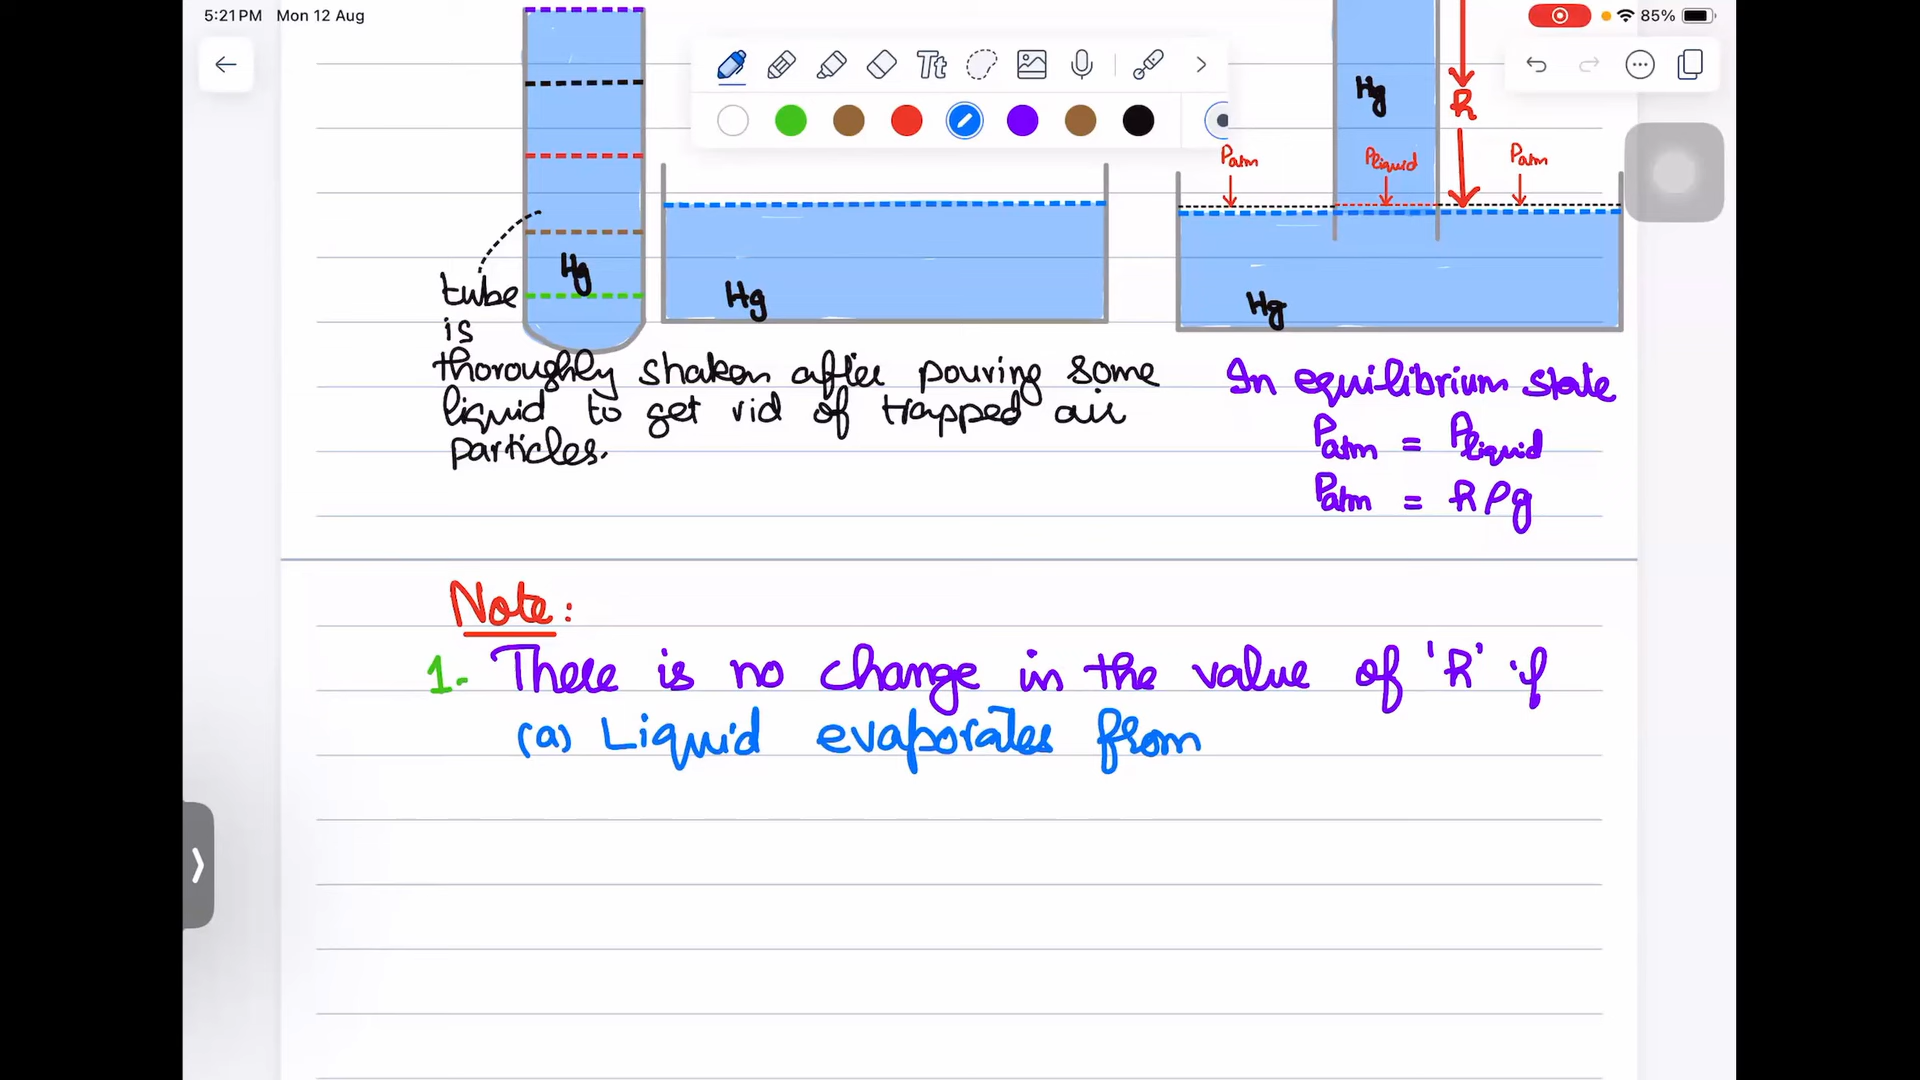 5:21 PM Mon 12 Aug
85%
Tt
Hg
h
Patm
Pliquid
Patm
Hg
Hg
Hg
tube
is
thoroughly shaken after pouring some
liquid to get rid of trapped air
particles.
In equilibrium state
Patm = Pliquid
Patm = hρg
Note:
1. There is no change in the value of 'h' if
(a) Liquid evaporates from